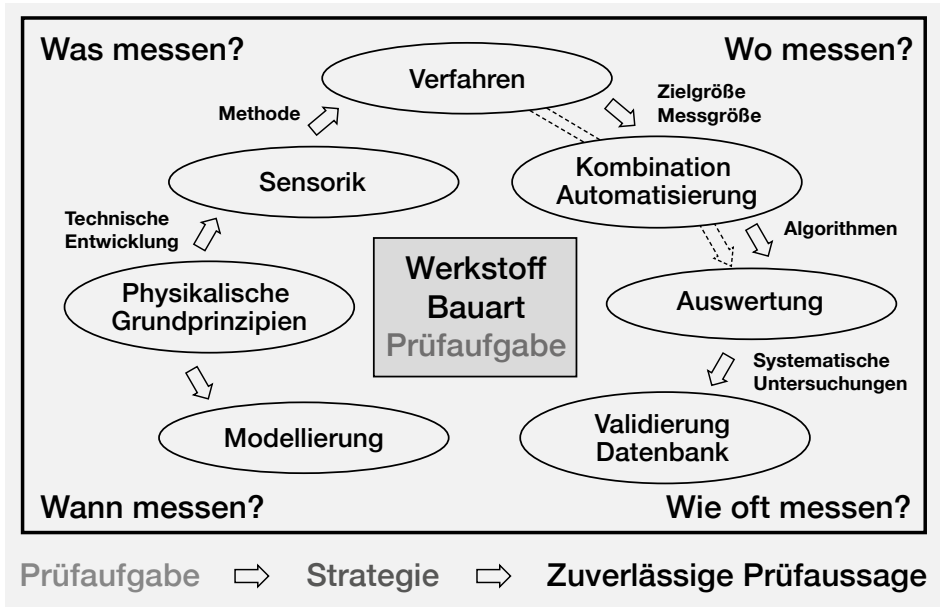 Was messen?
Wo messen?
Verfahren
Methode
Zielgröße
Messgröße
Sensorik
Kombination
Automatisierung
Technische
Entwicklung
Algorithmen
Physikalische
Grundprinzipien
Werkstoff
Bauart
Prüfaufgabe
Auswertung
Systematische
Untersuchungen
Modellierung
Validierung
Datenbank
Wann messen?
Wie oft messen?
Prüfaufgabe Strategie Zuverlässige Prüfaussage